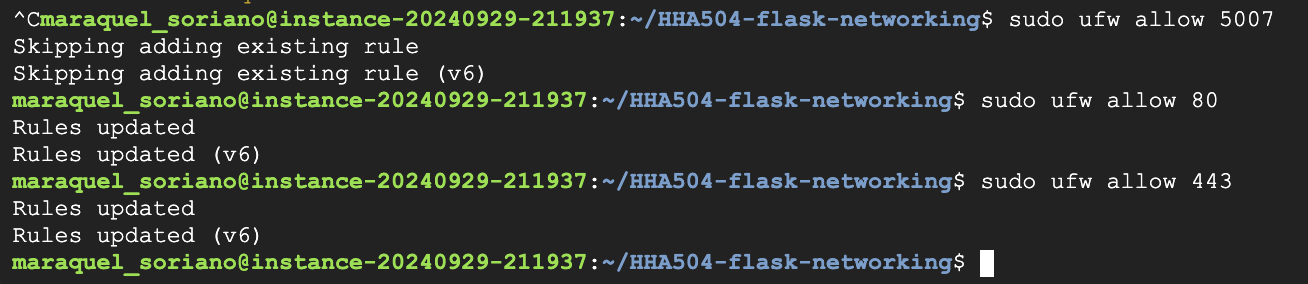 ^Cmaraquel_soriano@instance-20240929-211937:~/HHA504-flask-networking$ sudo ufw allow 5007
Skipping adding existing rule
Skipping adding existing rule (v6)
maraquel_soriano@instance-20240929-211937:~/HHA504-flask-networking$ sudo ufw allow 80
Rules updated
Rules updated (v6)
maraquel_soriano@instance-20240929-211937:~/HHA504-flask-networking$ sudo ufw allow 443
Rules updated
Rules updated (v6)
maraquel_soriano@instance-20240929-211937:~/HHA504-flask-networking$